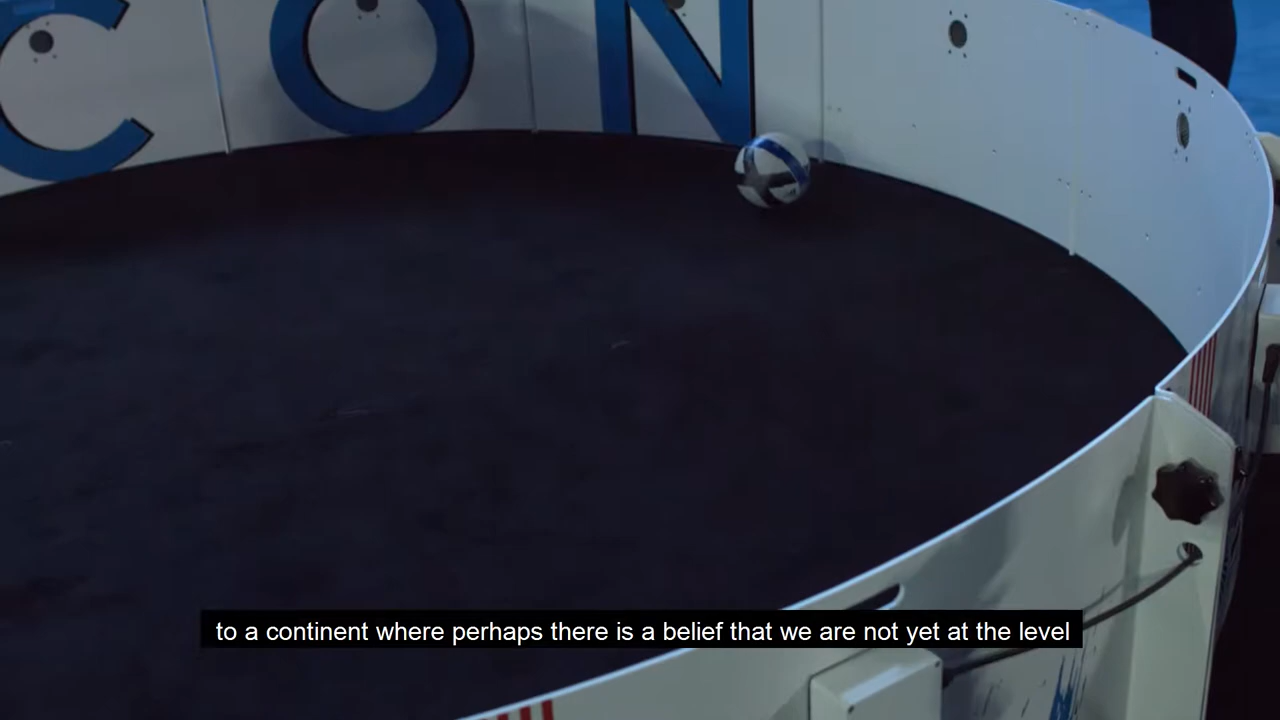 CON
to a continent where perhaps there is a belief that we are not yet at the level